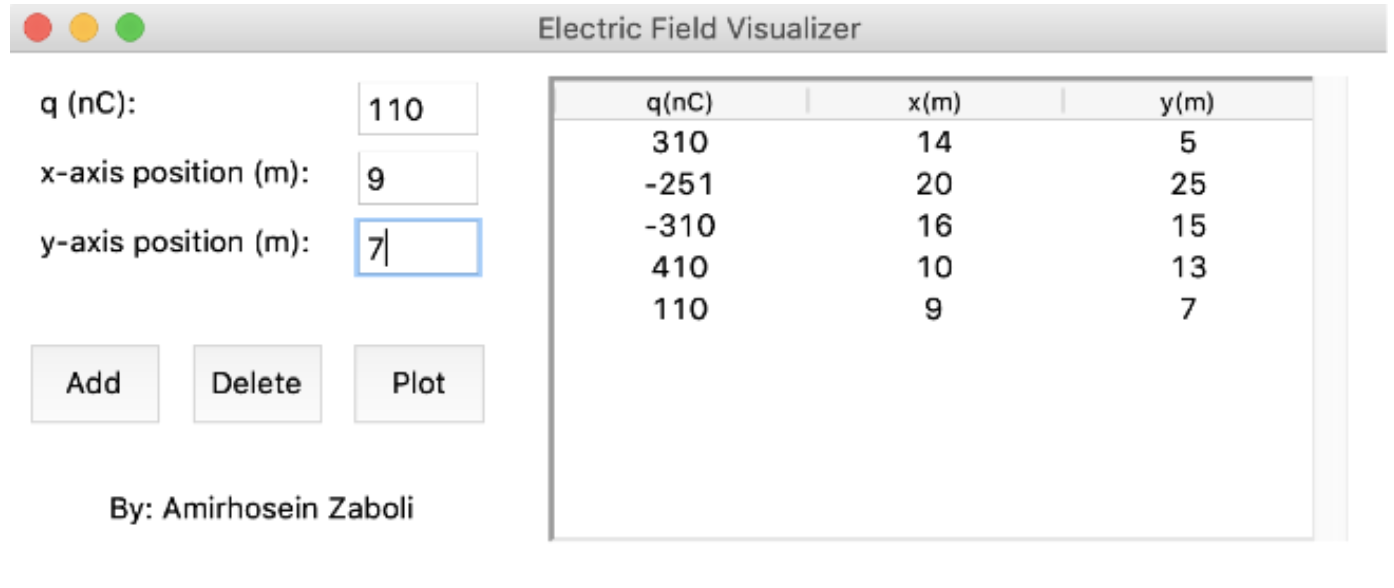 Electric Field Visualizer
q (nC): 110
x-axis position (m): 9
y-axis position (m): 7
Add Delete Plot
By: Amirhosein Zaboli
q(nC) x(m) y(m)
310 14 5
-251 20 25
-310 16 15
410 10 13
110 9 7